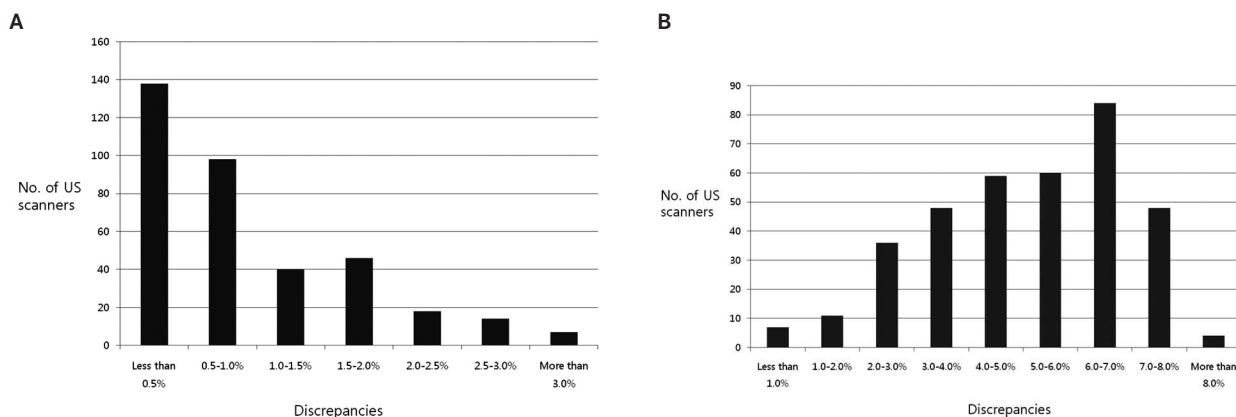 A
160
140
120
100
80
60
40
20
0
No. of US
scanners
Less than
0.5%
0.5-1.0%
1.0-1.5%
1.5-2.0%
2.0-2.5%
2.5-3.0%
More than
3.0%
Discrepancies
B
90
80
70
60
50
40
30
20
10
0
No. of US
scanners
Less than
1.0%
1.0-2.0%
2.0-3.0%
3.0-4.0%
4.0-5.0%
5.0-6.0%
6.0-7.0%
7.0-8.0%
More than
8.0%
Discrepancies